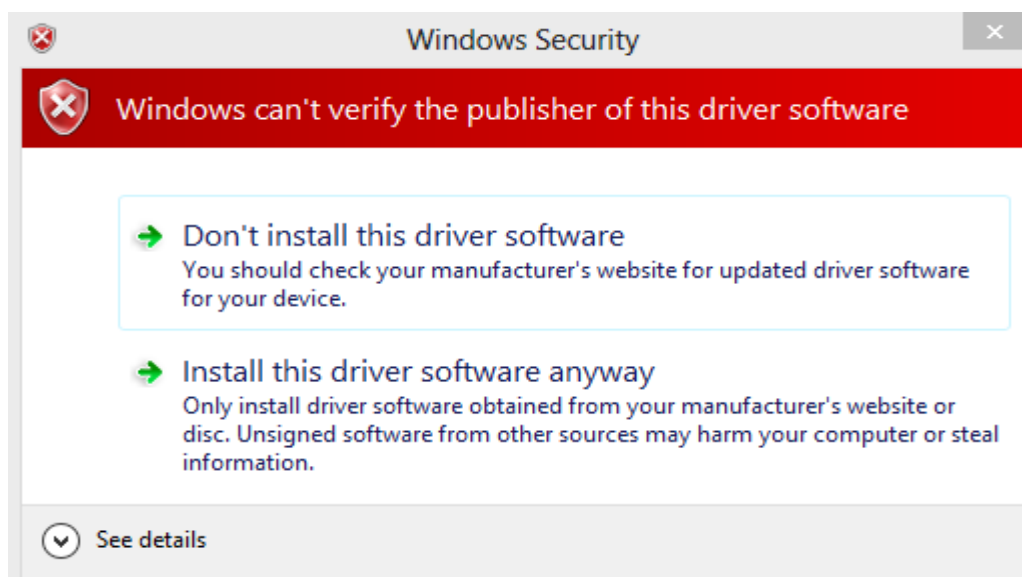 Windows Security
Windows can't verify the publisher of this driver software
Don't install this driver software
You should check your manufacturer's website for updated driver software
for your device.
Install this driver software anyway
Only install driver software obtained from your manufacturer's website or
disc. Unsigned software from other sources may harm your computer or steal
information.
See details